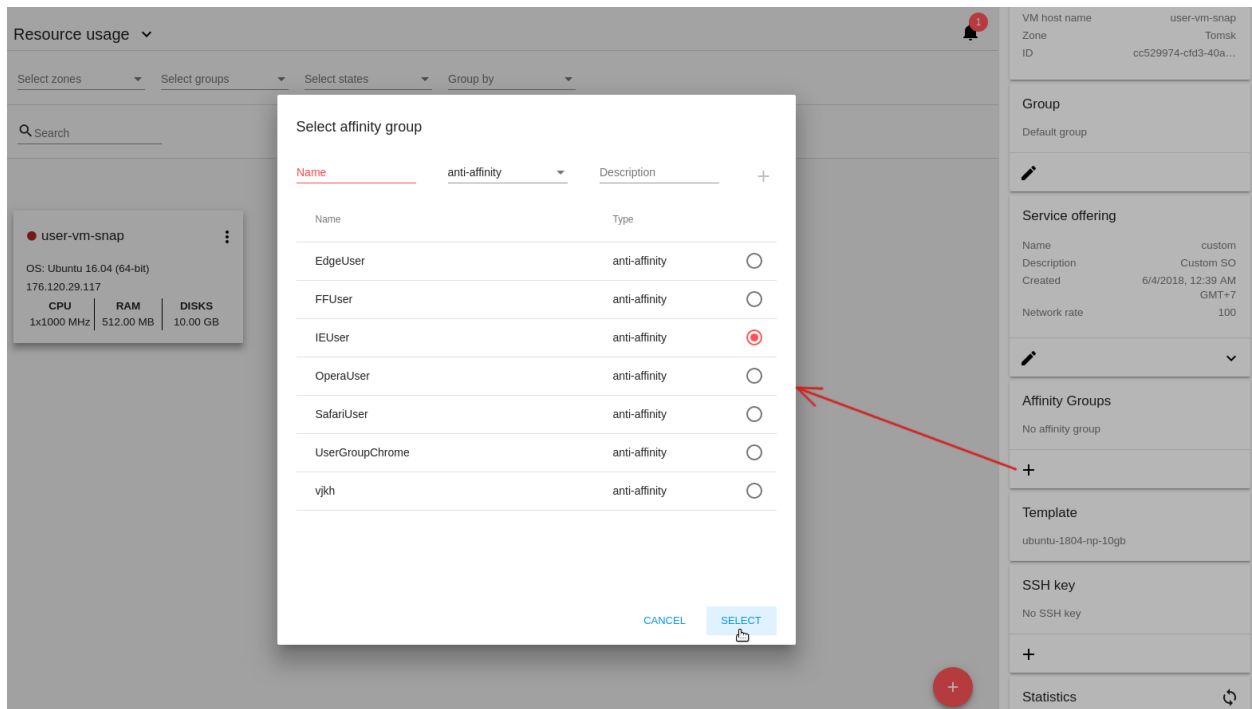 Resource usage
1
Select zones
Select groups
Select states
Group by
Search
user-vm-snap
OS: Ubuntu 16.04 (64-bit)
176.120.29.117
CPU RAM DISKS
1x1000 MHz 512.00 MB 10.00 GB
Select affinity group
Name anti-affinity Description
Name Type
EdgeUser anti-affinity
FFUser anti-affinity
IEUser anti-affinity
OperaUser anti-affinity
SafariUser anti-affinity
UserGroupChrome anti-affinity
vjkh anti-affinity
CANCEL SELECT
VM host name user-vm-snap
Zone Tomsk
ID cc529974-cfd3-40a…
Group
Default group
Service offering
Name custom
Description Custom SO
Created 6/4/2018, 12:39 AM
GMT+7
Network rate 100
Affinity Groups
No affinity group
Template
ubuntu-1804-np-10gb
SSH key
No SSH key
Statistics